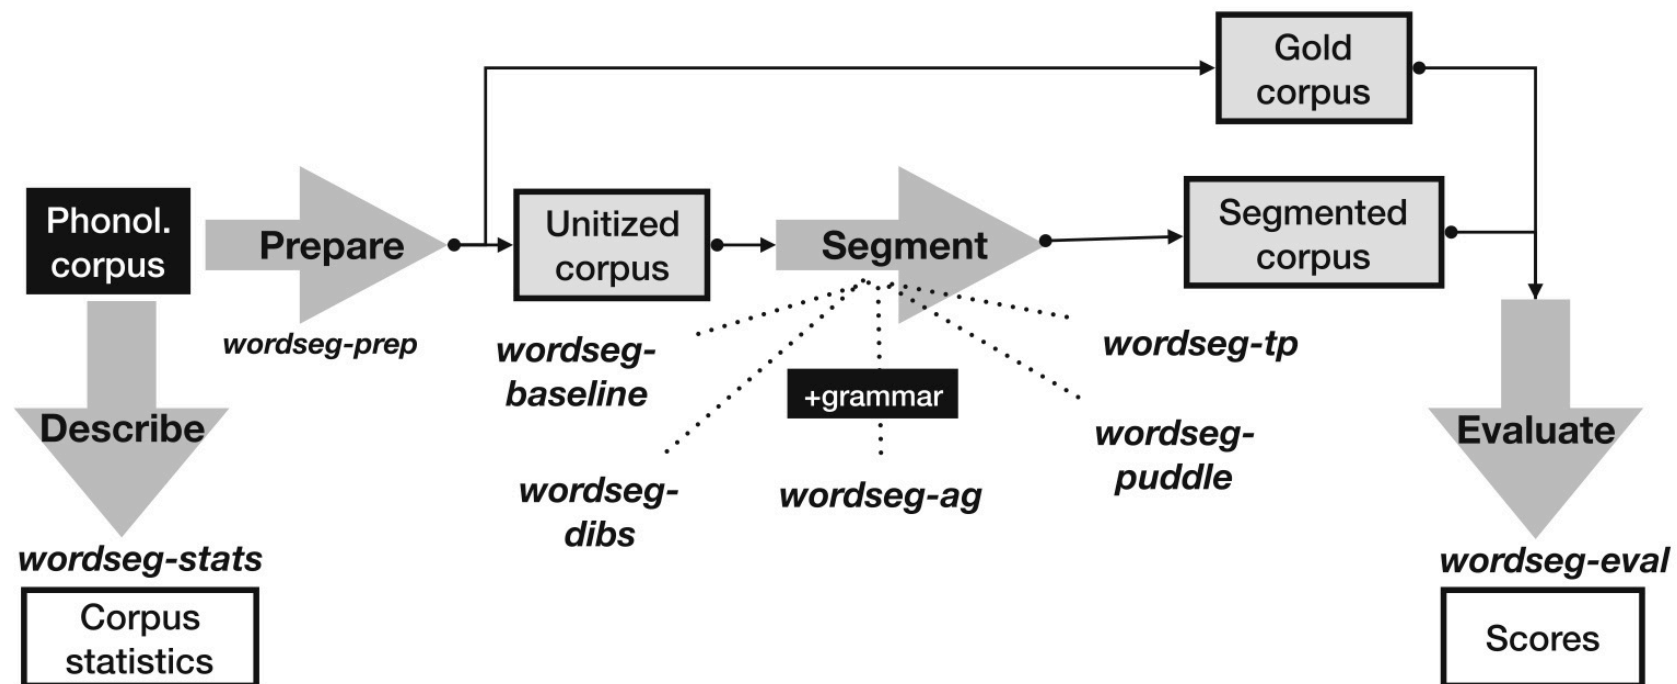 Gold
corpus
Phonol.
corpus
Prepare
Unitized
corpus
Segment
Segmented
corpus
wordseg-prep
wordseg-
baseline
wordseg-tp
+grammar
Describe
Evaluate
wordseg-
puddle
wordseg-
dibs
wordseg-ag
wordseg-stats
wordseg-eval
Corpus
statistics
Scores